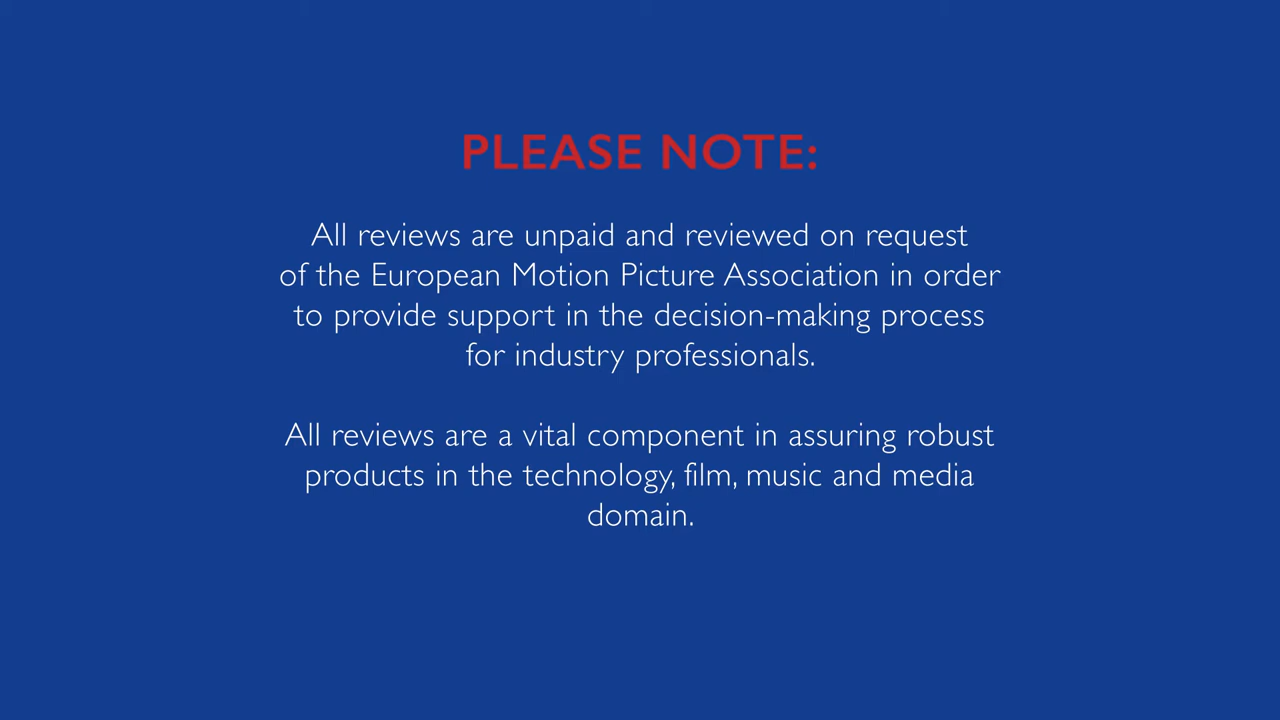 PLEASE NOTE:
All reviews are unpaid and reviewed on request
of the European Motion Picture Association in order
to provide support in the decision-making process
for industry professionals.
All reviews are a vital component in assuring robust
products in the technology, film, music and media
domain.